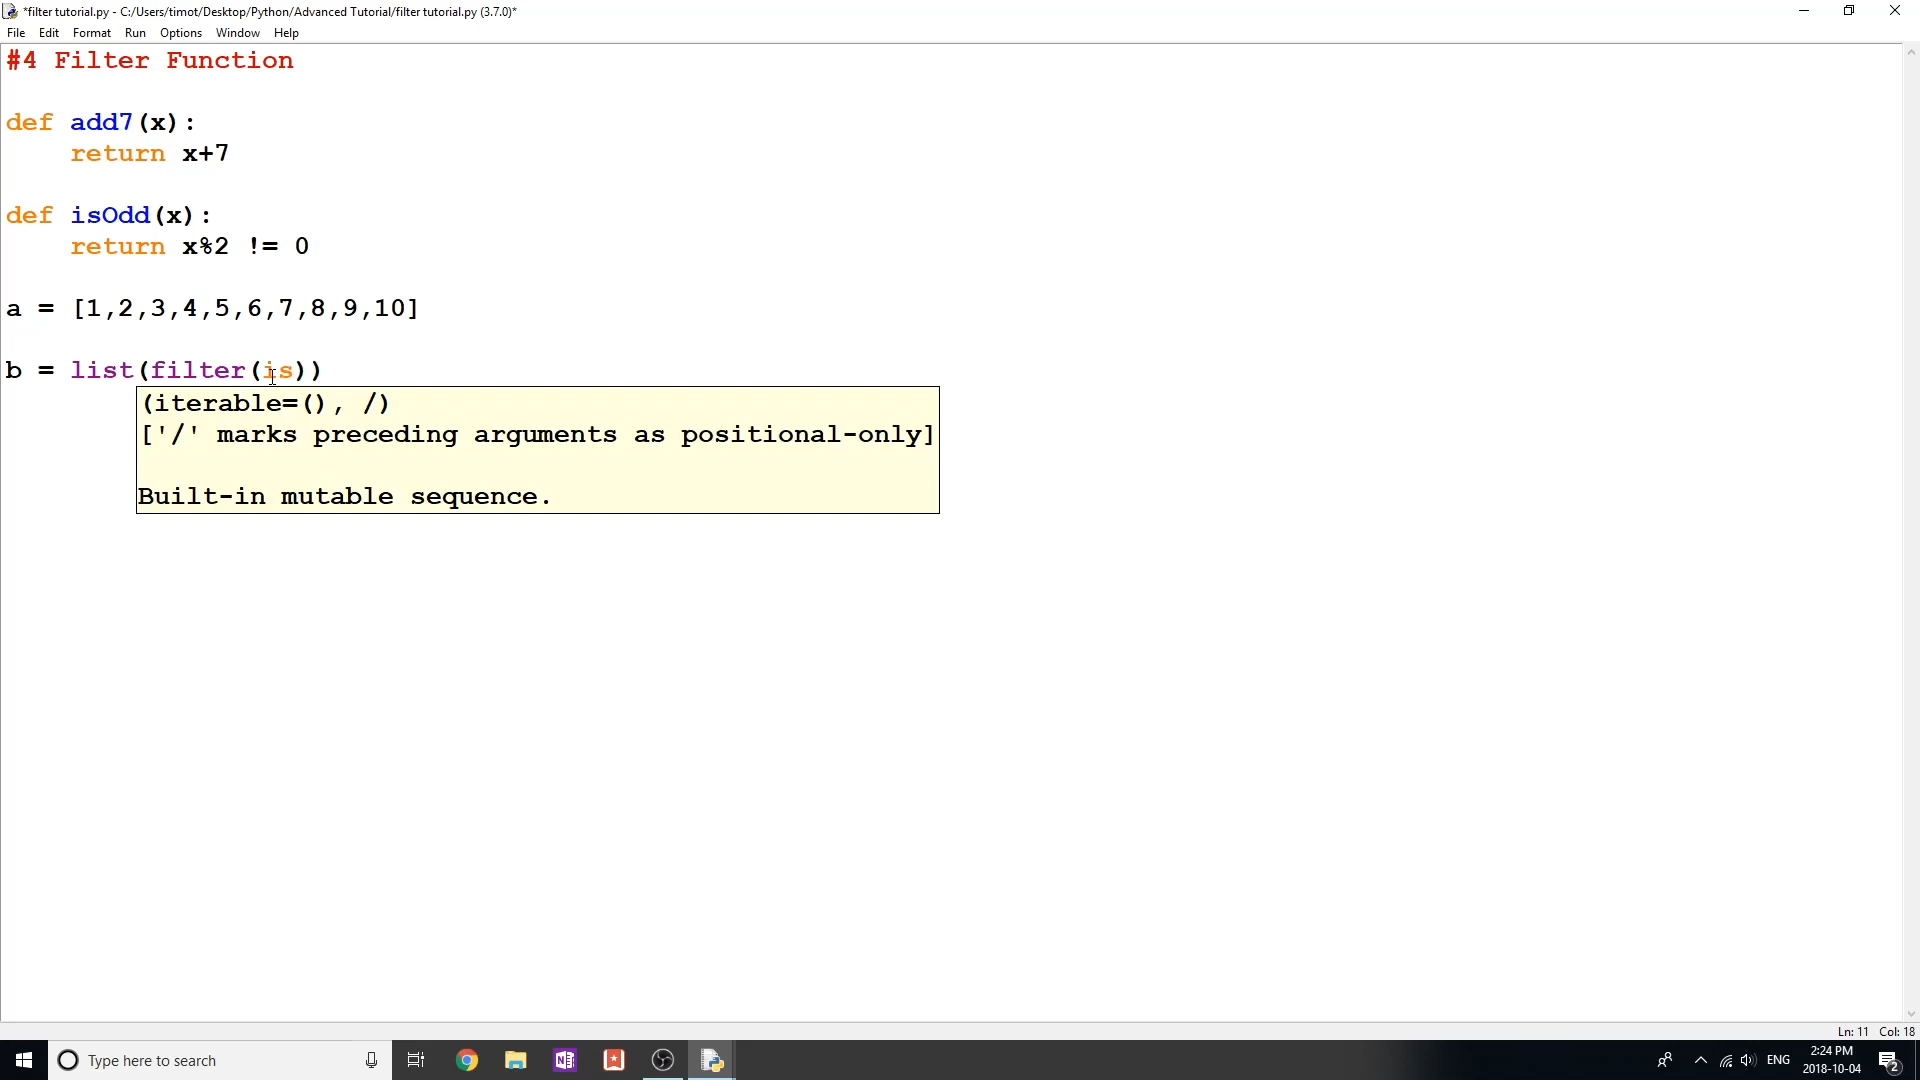 *filter tutorial.py - C:/Users/timot/Desktop/Python/Advanced Tutorial/filter tutorial.py (3.7.0)*
File Edit Format Run Options Window Help
#4 Filter Function
def add7(x):
    return x+7
def isOdd(x):
    return x%2 != 0
a = [1,2,3,4,5,6,7,8,9,10]
b = list(filter(is))
(iterable=(), /)
['/' marks preceding arguments as positional-only]
Built-in mutable sequence.
Ln: 11 Col: 18
Type here to search
ENG
2:24 PM
2018-10-04
2